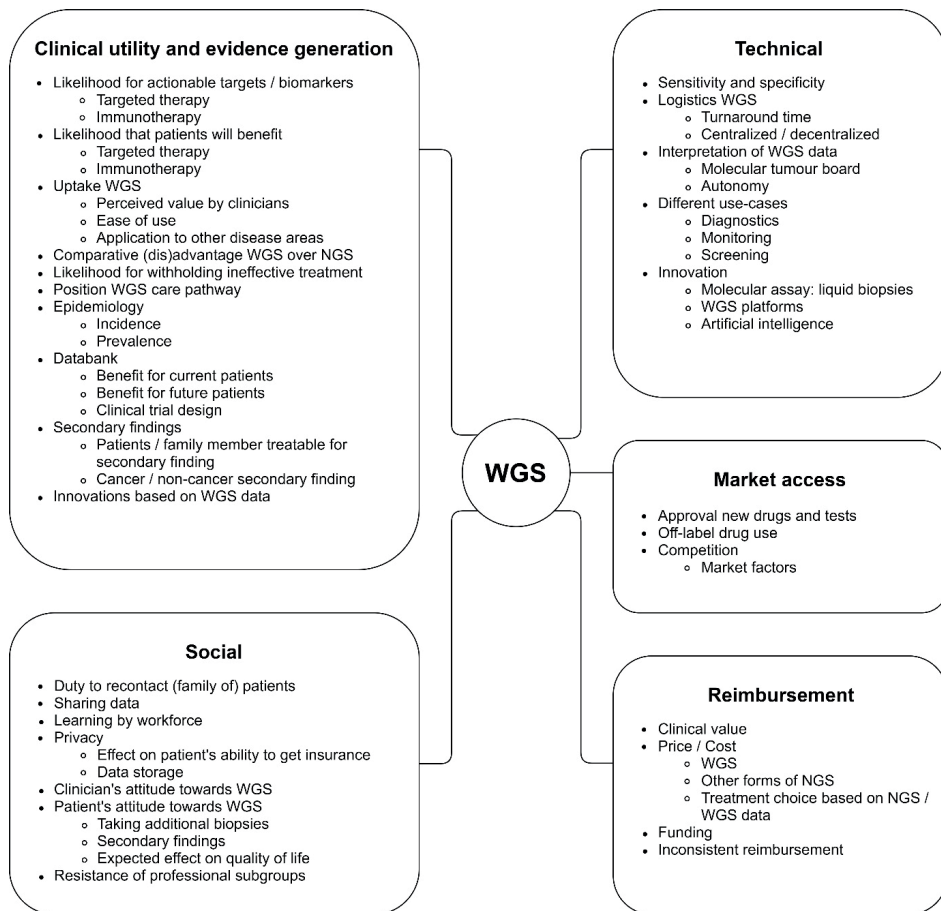 Clinical utility and evidence generation
• Likelihood for actionable targets / biomarkers
◦ Targeted therapy
◦ Immunotherapy
• Likelihood that patients will benefit
◦ Targeted therapy
◦ Immunotherapy
• Uptake WGS
◦ Perceived value by clinicians
◦ Ease of use
◦ Application to other disease areas
• Comparative (dis)advantage WGS over NGS
• Likelihood for withholding ineffective treatment
• Position WGS care pathway
• Epidemiology
◦ Incidence
◦ Prevalence
• Databank
◦ Benefit for current patients
◦ Benefit for future patients
◦ Clinical trial design
• Secondary findings
◦ Patients / family member treatable for
secondary finding
◦ Cancer / non-cancer secondary finding
• Innovations based on WGS data
Social
• Duty to recontact (family of) patients
• Sharing data
• Learning by workforce
• Privacy
◦ Effect on patient's ability to get insurance
◦ Data storage
• Clinician's attitude towards WGS
• Patient's attitude towards WGS
◦ Taking additional biopsies
◦ Secondary findings
◦ Expected effect on quality of life
• Resistance of professional subgroups
WGS
Technical
• Sensitivity and specificity
• Logistics WGS
◦ Turnaround time
◦ Centralized / decentralized
• Interpretation of WGS data
◦ Molecular tumour board
◦ Autonomy
• Different use-cases
◦ Diagnostics
◦ Monitoring
◦ Screening
• Innovation
◦ Molecular assay: liquid biopsies
◦ WGS platforms
◦ Artificial intelligence
Market access
• Approval new drugs and tests
• Off-label drug use
• Competition
◦ Market factors
Reimbursement
• Clinical value
• Price / Cost
◦ WGS
◦ Other forms of NGS
◦ Treatment choice based on NGS /
WGS data
• Funding
• Inconsistent reimbursement